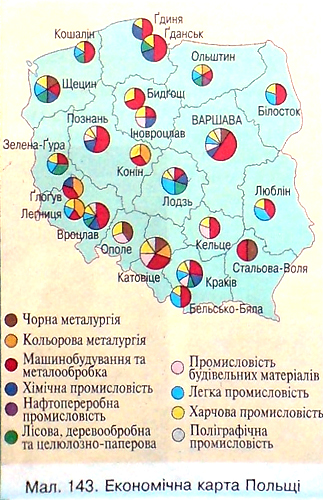 Гдиня
Кошалін
Ґданськ
Ольштин
Щецин
Бидгощ
Білосток
Познань
ВАРШАВА
Іновроцлав
Зелена-Ґура
Конін
Лодзь
Люблін
Ґлоґув
Леґниця
Вроцлав
Ополе
Кельце
Стальова-Воля
Катовіце
Краків
Бельсько-Бяла
Чорна металургія
Кольорова металургія
Машинобудування та
металообробка
Хімічна промисловість
Нафтопереробна
промисловість
Лісова, деревообробна
та целюлозно-паперова
Промисловість
будівельних матеріалів
Легка промисловість
Харчова промисловість
Поліграфічна
промисловість
Мал. 143. Економічна карта Польщі